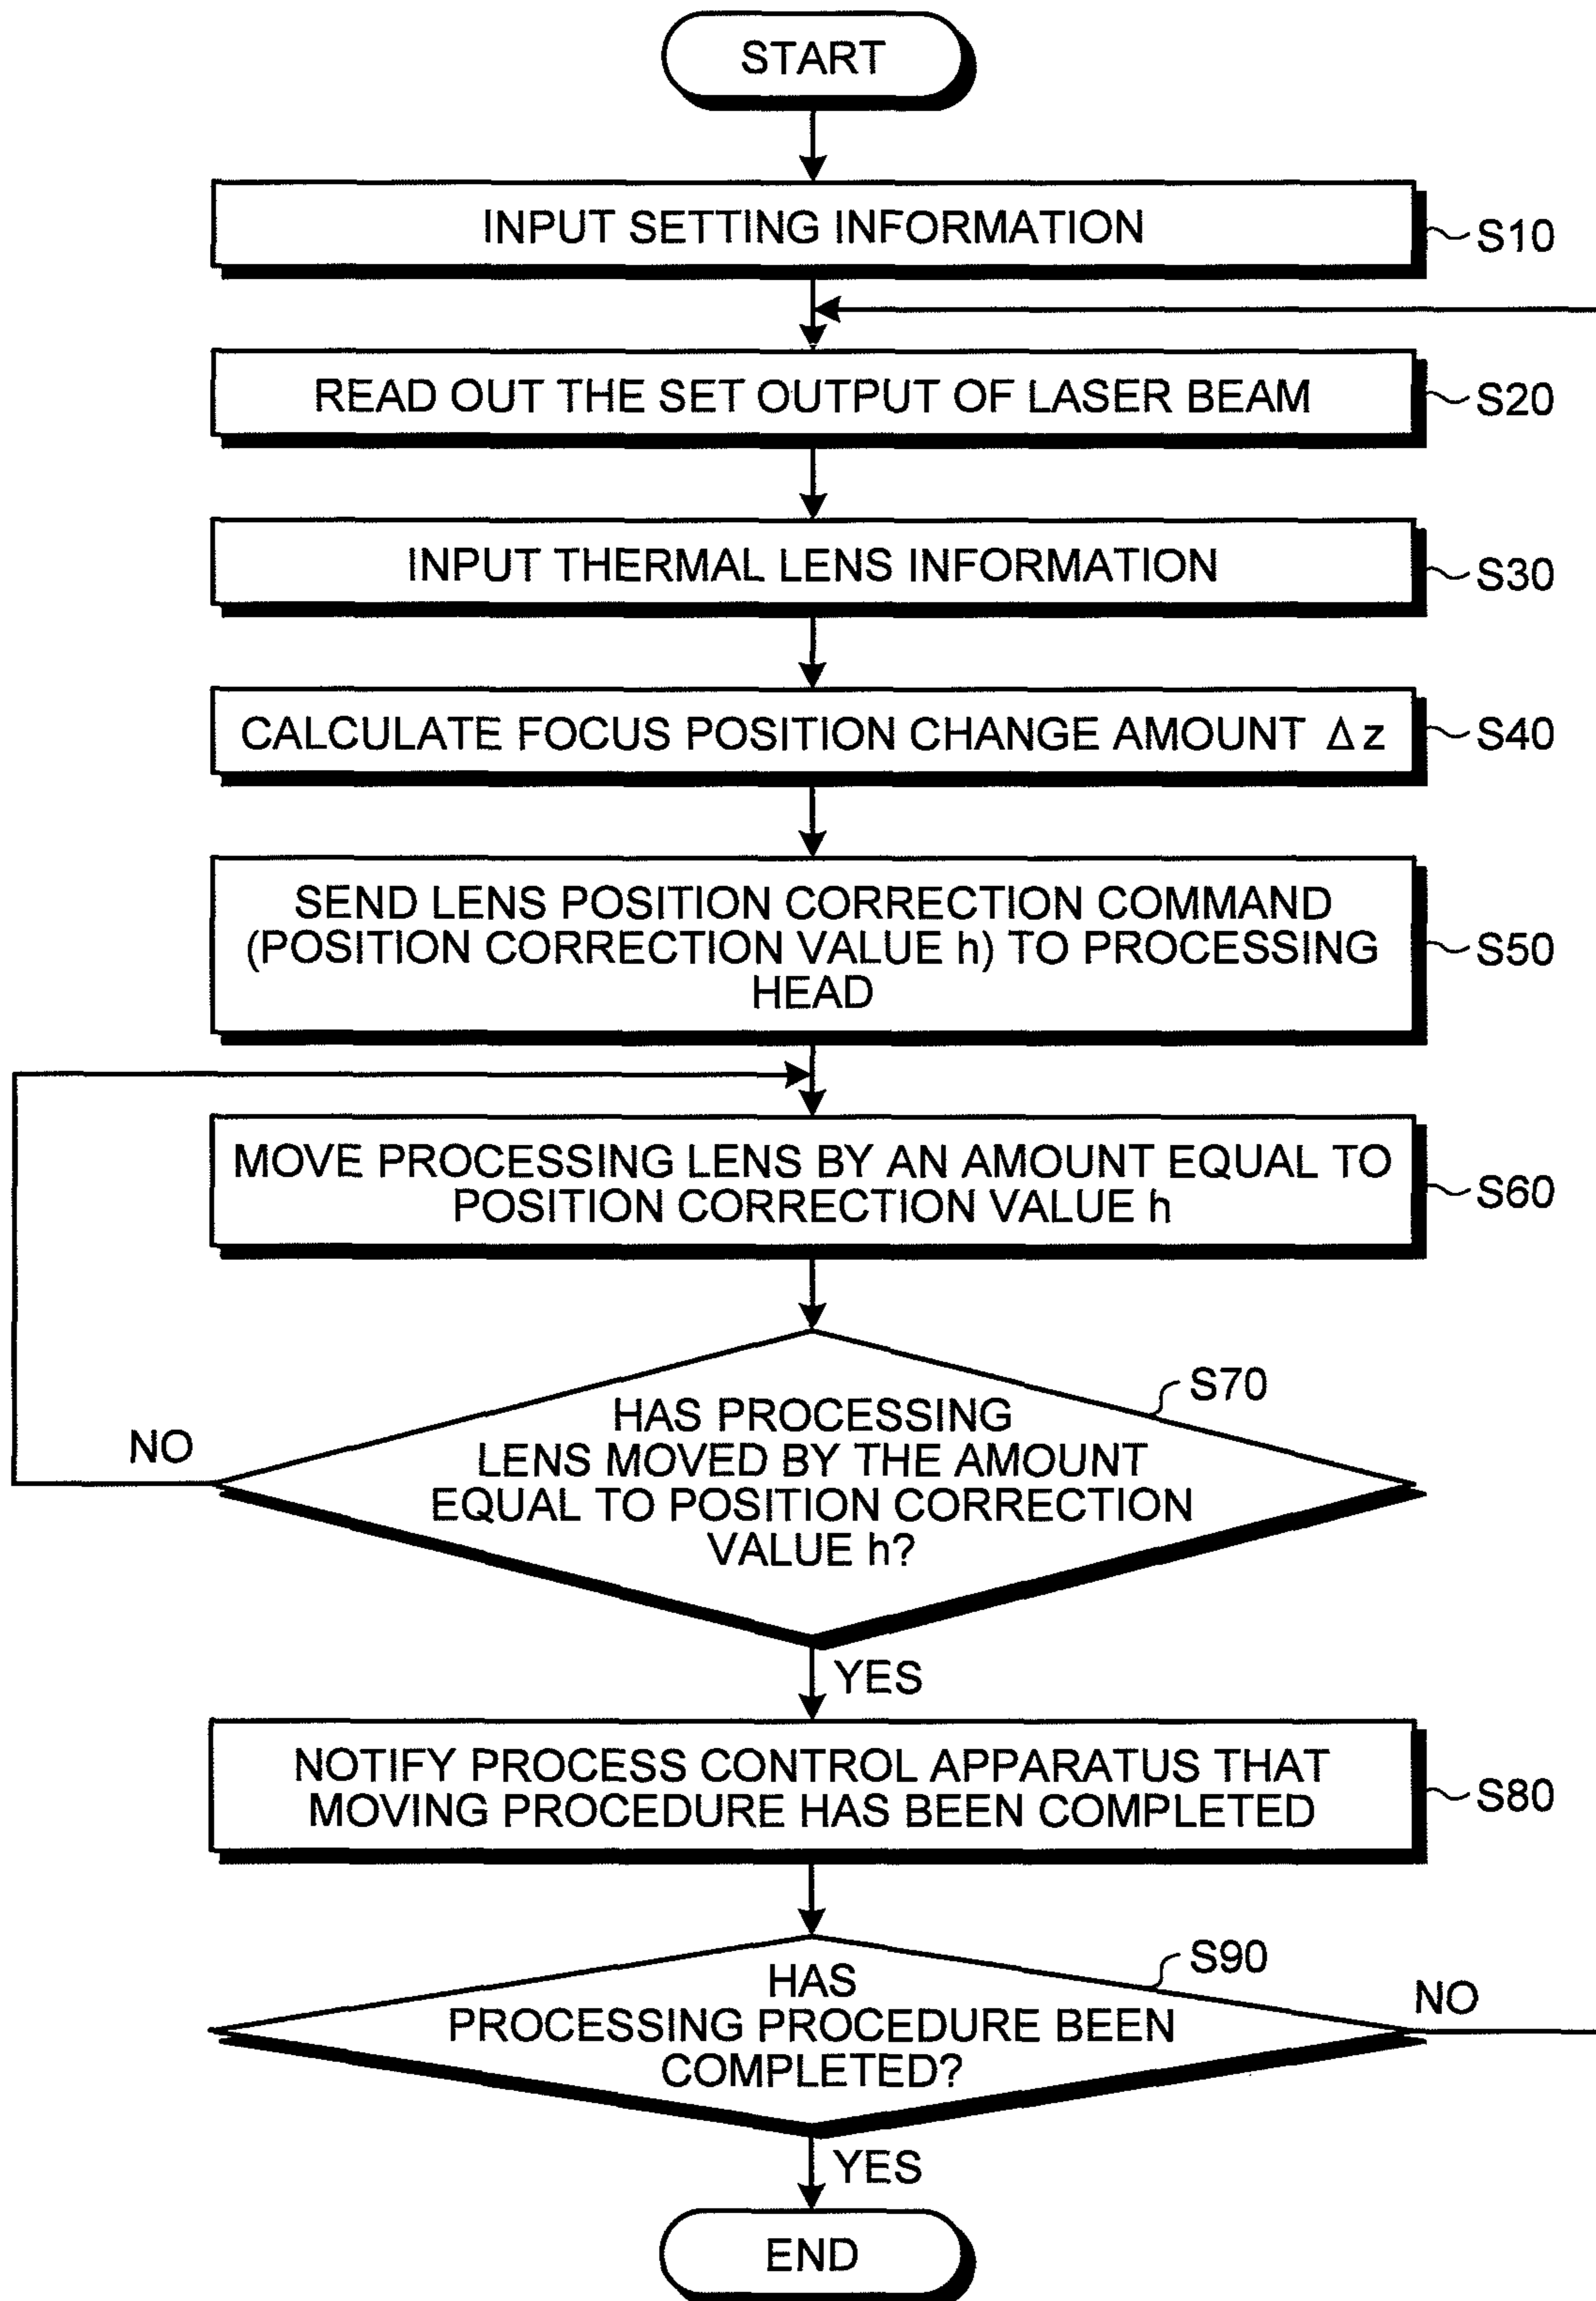 START
INPUT SETTING INFORMATION
S10
READ OUT THE SET OUTPUT OF LASER BEAM
S20
INPUT THERMAL LENS INFORMATION
S30
CALCULATE FOCUS POSITION CHANGE AMOUNT Δz
S40
SEND LENS POSITION CORRECTION COMMAND
(POSITION CORRECTION VALUE h) TO PROCESSING
HEAD
S50
MOVE PROCESSING LENS BY AN AMOUNT EQUAL TO
POSITION CORRECTION VALUE h
S60
S70
HAS PROCESSING
LENS MOVED BY THE AMOUNT
EQUAL TO POSITION CORRECTION
VALUE h?
NO
YES
NOTIFY PROCESS CONTROL APPARATUS THAT
MOVING PROCEDURE HAS BEEN COMPLETED
S80
S90
HAS
PROCESSING PROCEDURE BEEN
COMPLETED?
NO
YES
END